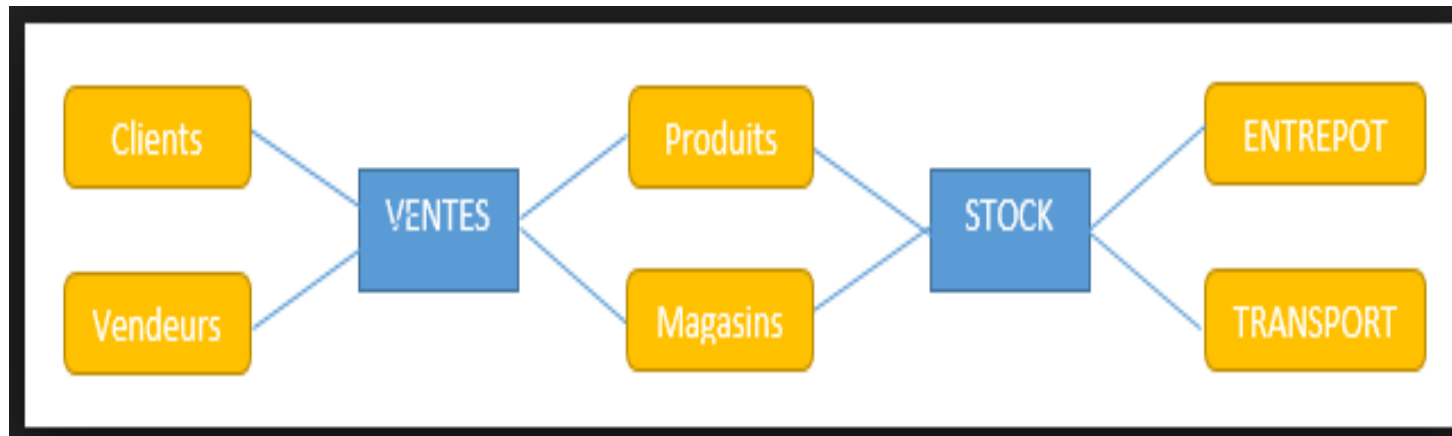 Clients
Vendeurs
VENTES
Produits
Magasins
STOCK
ENTREPOT
TRANSPORT